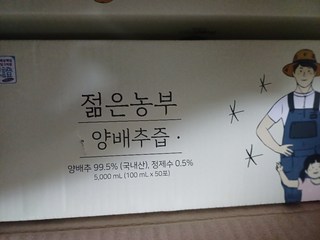 젊은농부
양배추즙 ·
양배추 99.5% (국내산), 정제수 0.5%
5,000 mL (100 mL x 50포)